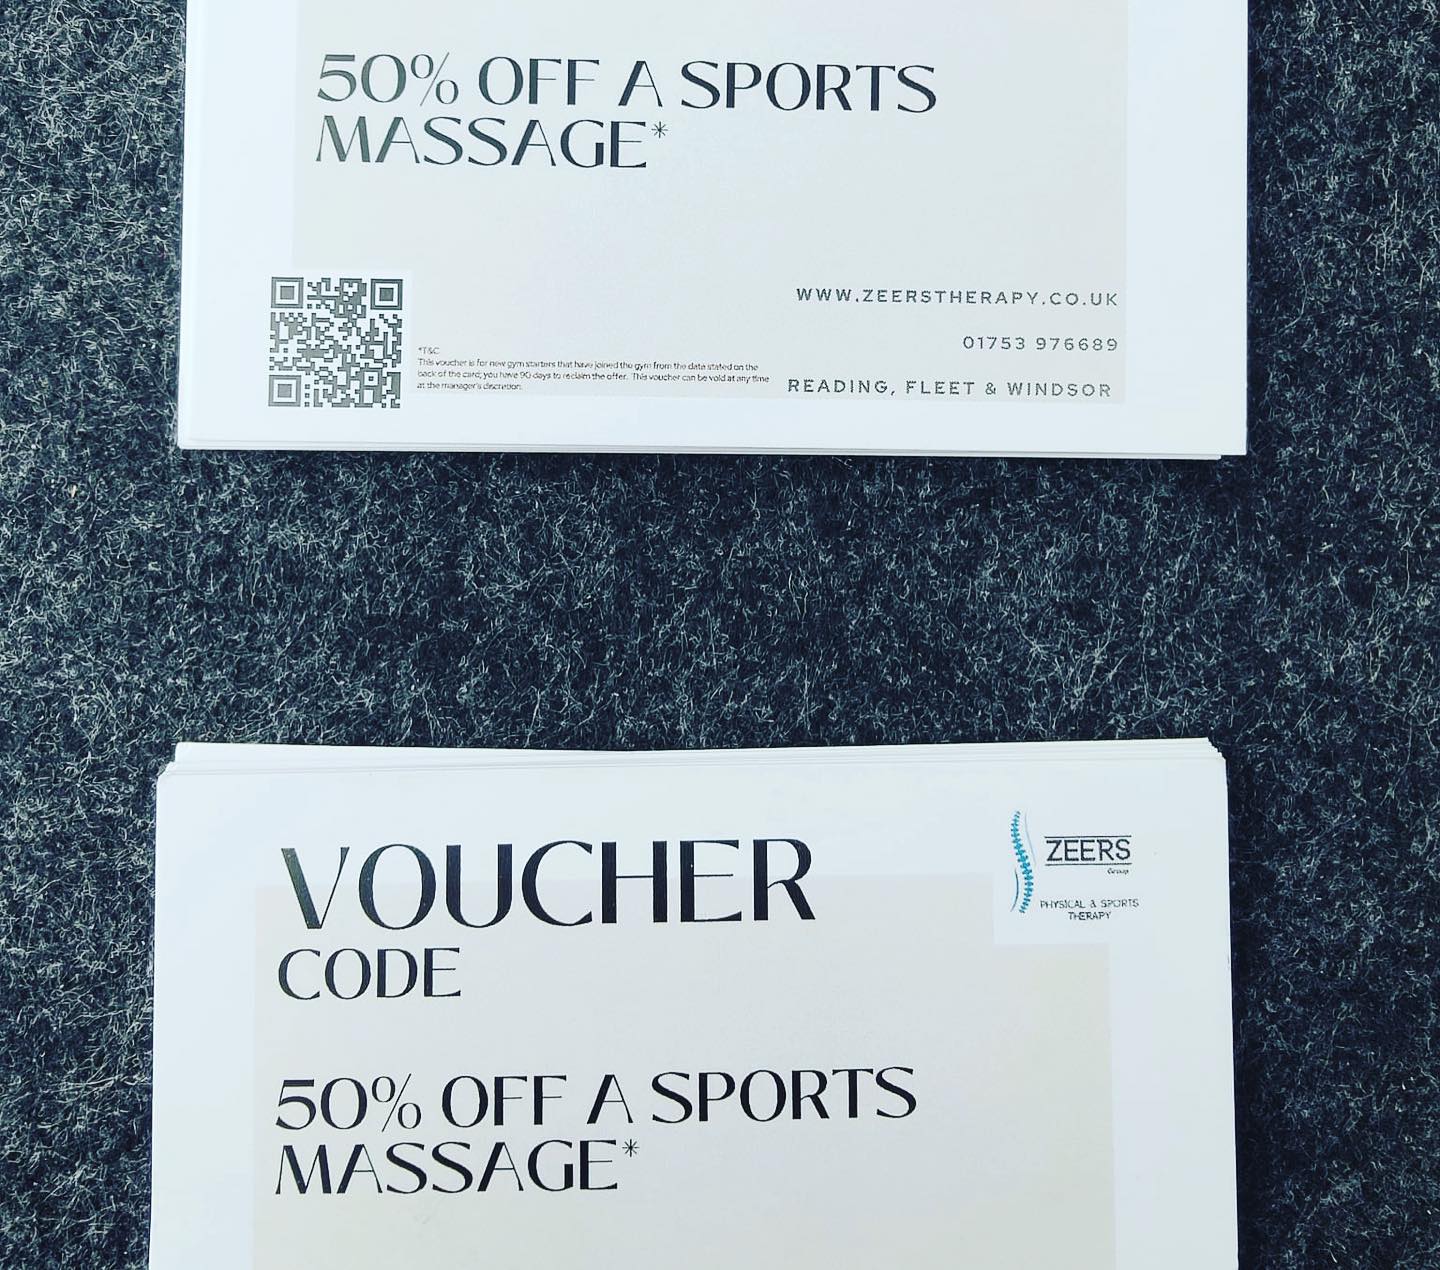 50% OFF A SPORTS
MASSAGE*
WWW.ZEERSTHERAPY.CO.UK
01753 976689
READING, FLEET & WINDSOR
*T&C
This voucher is for new gym starters that have joined the gym from the data stated on the
back of the card; you have 90 days to reclaim the offer. This voucher can be void at any time
at the manager's discretion.
VOUCHER
CODE
ZEERS
Group
PHYSICAL & SPORTS
THERAPY
50% OFF A SPORTS
MASSAGE*